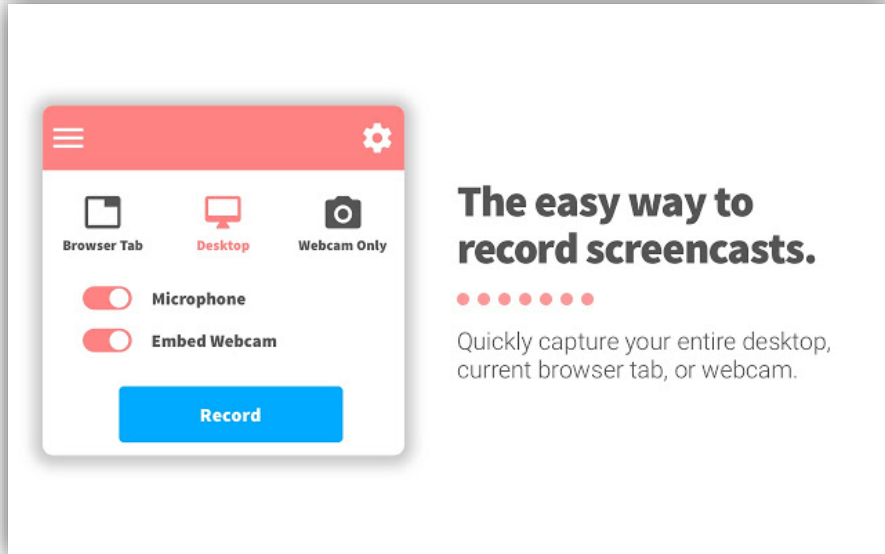 Browser Tab
Desktop
Webcam Only
Microphone
Embed Webcam
Record
The easy way to
record screencasts.
Quickly capture your entire desktop,
current browser tab, or webcam.